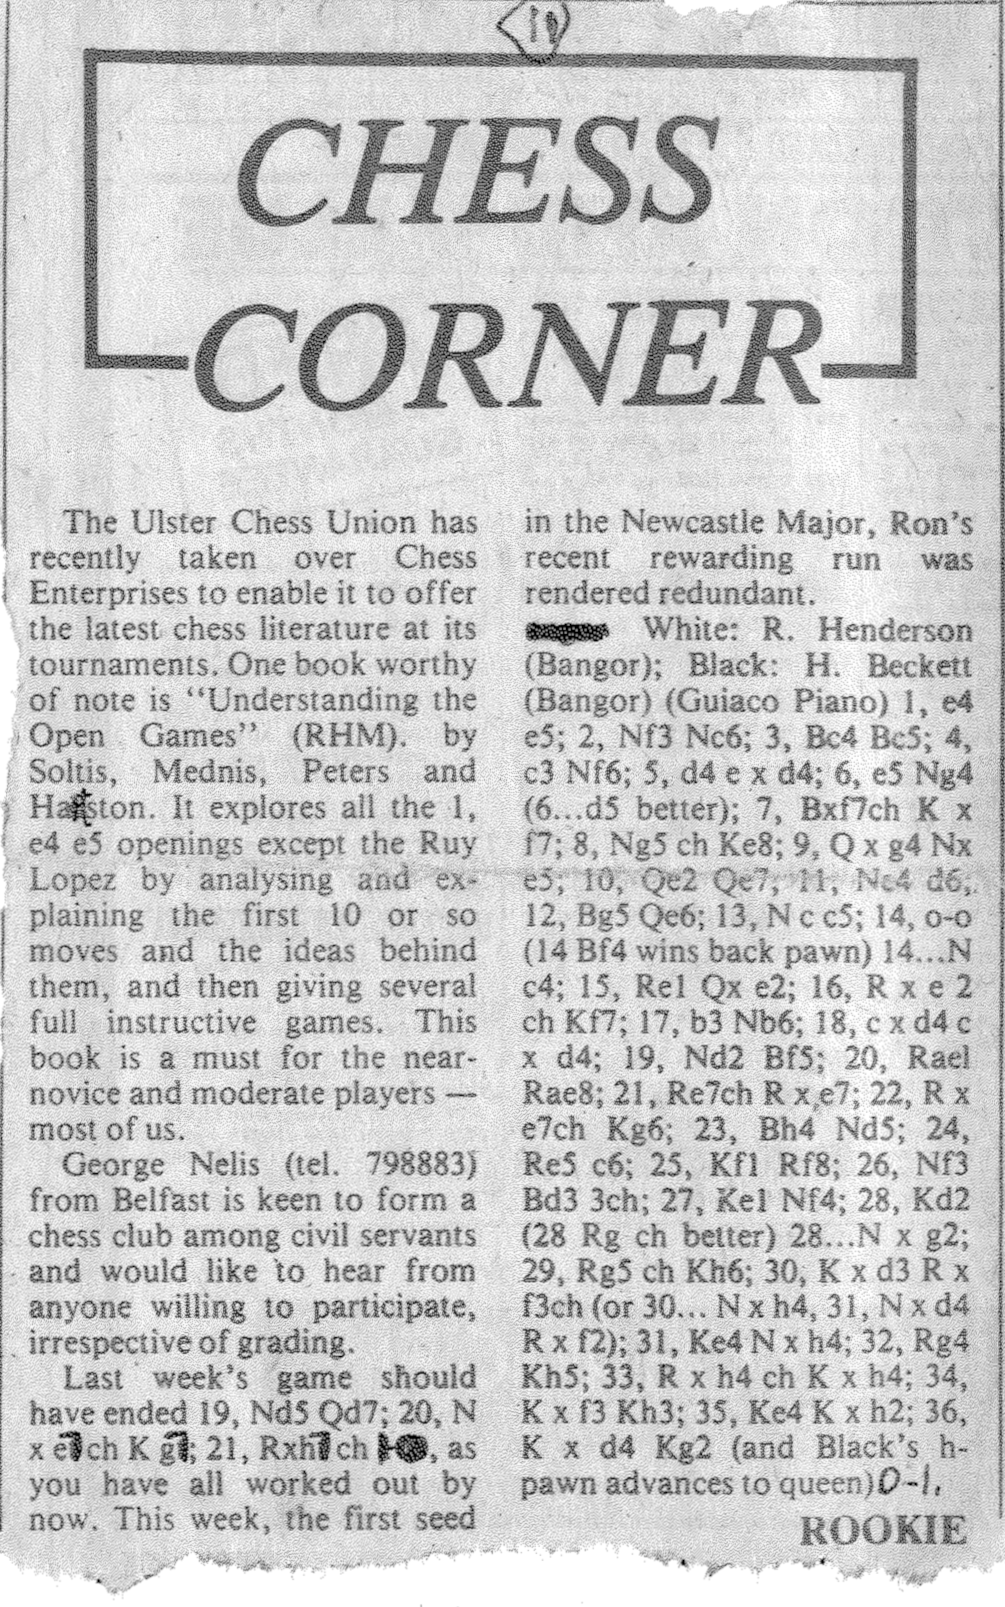 10
CHESS
CORNER
The Ulster Chess Union has
recently taken over Chess
Enterprises to enable it to offer
the latest chess literature at its
tournaments. One book worthy
of note is "Understanding the
Open Games" (RHM). by
Soltis, Mednis, Peters and
Hartston. It explores all the 1,
e4 e5 openings except the Ruy
Lopez by analysing and ex-
plaining the first 10 or so
moves and the ideas behind
them, and then giving several
full instructive games. This
book is a must for the near-
novice and moderate players —
most of us.
George Nelis (tel. 798883)
from Belfast is keen to form a
chess club among civil servants
and would like to hear from
anyone willing to participate,
irrespective of grading.
Last week's game should
have ended 19, Nd5 Qd7; 20, N
x e7 ch K g7; 21, Rxh7 ch, as
you have all worked out by
now. This week, the first seed
in the Newcastle Major, Ron's
recent rewarding run was
rendered redundant.
White: R. Henderson
(Bangor); Black: H. Beckett
(Bangor) (Guiaco Piano) 1, e4
e5; 2, Nf3 Nc6; 3, Bc4 Bc5; 4,
c3 Nf6; 5, d4 e x d4; 6, e5 Ng4
(6...d5 better); 7, Bxf7ch K x
f7; 8, Ng5 ch Ke8; 9, Q x g4 Nx
e5; 10, Qe2 Qe7, 11, Ne4 d6;
12, Bg5 Qe6; 13, N c c5; 14, o-o
(14 Bf4 wins back pawn) 14...N
c4; 15, Re1 Qx e2; 16, R x e 2
ch Kf7; 17, b3 Nb6; 18, c x d4 c
x d4; 19, Nd2 Bf5; 20, Rael
Rae8; 21, Re7ch R x e7; 22, R x
e7ch Kg6; 23, Bh4 Nd5; 24,
Re5 c6; 25, Kf1 Rf8; 26, Nf3
Bd3 3ch; 27, Ke1 Nf4; 28, Kd2
(28 Rg ch better) 28...N x g2;
29, Rg5 ch Kh6; 30, K x d3 R x
f3ch (or 30... N x h4, 31, N x d4
R x f2); 31, Ke4 N x h4; 32, Rg4
Kh5; 33, R x h4 ch K x h4; 34,
K x f3 Kh3; 35, Ke4 K x h2; 36,
K x d4 Kg2 (and Black's h-
pawn advances to queen) 0-1.
ROOKIE